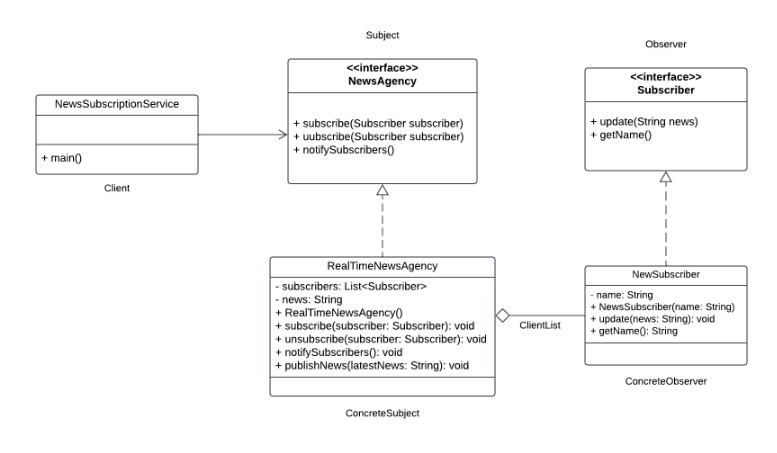 Subject
Observer
<<interface>>
NewsAgency
+ subscribe(Subscriber subscriber)
+ uubscribe(Subscriber subscriber)
+ notifySubscribers()
<<interface>>
Subscriber
+ update(String news)
+ getName()
NewsSubscriptionService
+ main()
Client
RealTimeNewsAgency
- subscribers: List<Subscriber>
- news: String
+ RealTimeNewsAgency()
+ subscribe(subscriber: Subscriber): void
+ unsubscribe(subscriber: Subscriber): void
+ notifySubscribers(): void
+ publishNews(latestNews: String): void
ConcreteSubject
ClientList
NewSubscriber
- name: String
+ NewsSubscriber(name: String)
+ update(news: String): void
+ getName(): String
ConcreteObserver